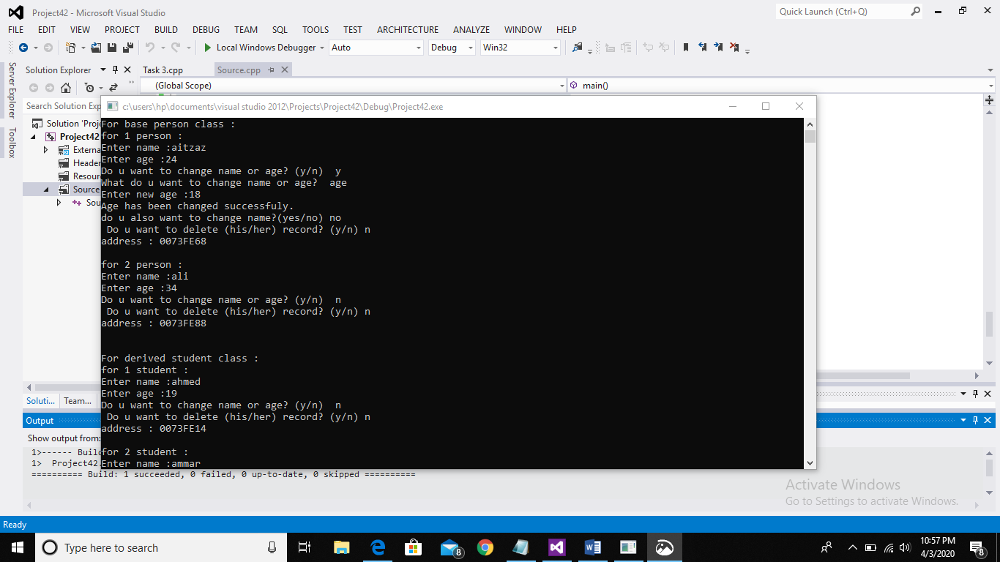 Project42 - Microsoft Visual Studio
Quick Launch (Ctrl+Q)
FILE EDIT VIEW PROJECT BUILD DEBUG TEAM SQL TOOLS TEST ARCHITECTURE ANALYZE WINDOW HELP
Local Windows Debugger Auto Debug Win32
Server Explorer
Toolbox
Solution Explorer
Task 3.cpp Source.cpp
(Global Scope) main()
Search Solution Exp
Solution 'Proj
Project42
Externa
Header
Resour
Source
Sou
c:\users\hp\documents\visual studio 2012\Projects\Project42\Debug\Project42.exe
For base person class :
for 1 person :
Enter name :aitzaz
Enter age :24
Do u want to change name or age? (y/n)  y
What do u want to change name or age?  age
Enter new age :18
Age has been changed successfuly.
do u also want to change name?(yes/no) no
 Do u want to delete (his/her) record? (y/n) n
address : 0073FE68
for 2 person :
Enter name :ali
Enter age :34
Do u want to change name or age? (y/n)  n
 Do u want to delete (his/her) record? (y/n) n
address : 0073FE88
For derived student class :
for 1 student :
Enter name :ahmed
Enter age :19
Do u want to change name or age? (y/n)  n
 Do u want to delete (his/her) record? (y/n) n
address : 0073FE14
for 2 student :
Enter name :ammar
Soluti... Team...
Output
Show output from:
1>------ Build
1>  Project42.
========== Build: 1 succeeded, 0 failed, 0 up-to-date, 0 skipped ==========
Activate Windows
Go to Settings to activate Windows.
Ready
Type here to search
8
10:57 PM
4/3/2020
8